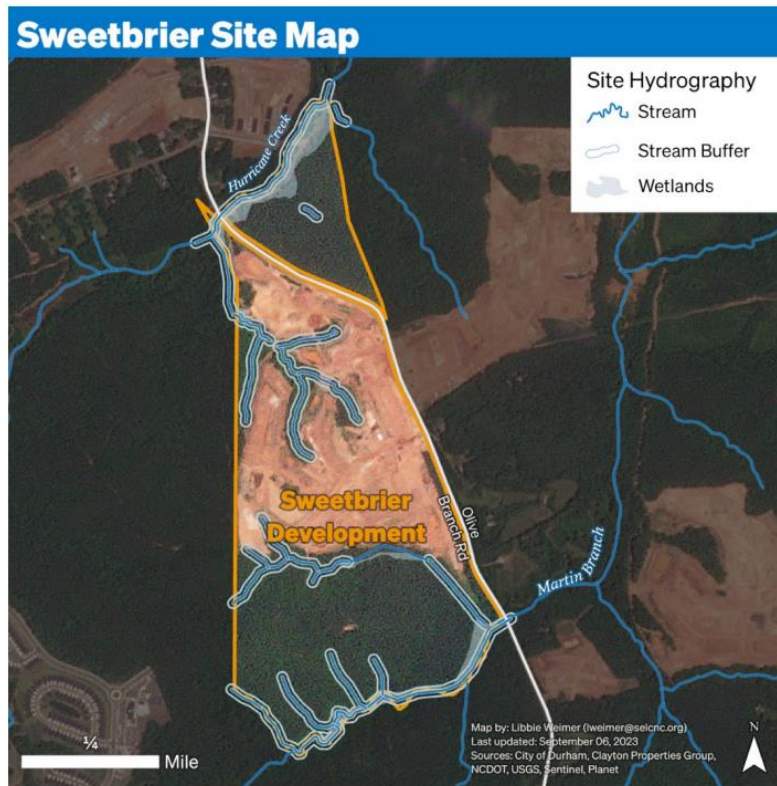 Sweetbrier Site Map
Site Hydrography
Stream
Stream Buffer
Wetlands
Hurricane Creek
Sweetbrier
Development
Olive
Branch Rd
Martin Branch
Map by: Libbie Weimer (lweimer@selcnc.org)
Last updated: September 06, 2023
Sources: City of Durham, Clayton Properties Group,
NCDOT, USGS, Sentinel, Planet
N
¼
Mile